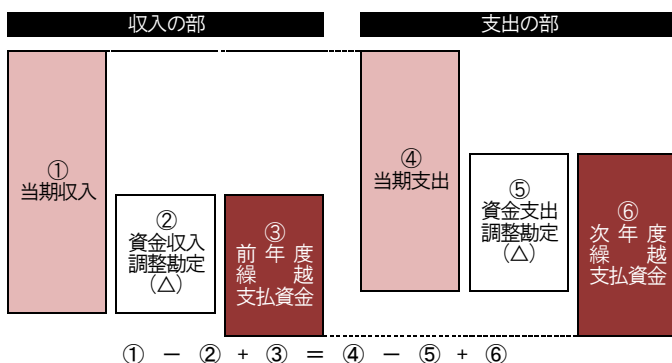 収入の部
支出の部
①
当期収入
②
資金収入
調整勘定
(△)
③
前年度
繰越
支払資金
④
当期支出
⑤
資金支出
調整勘定
(△)
⑥
次年度
繰越
支払資金
① － ② + ③ = ④ － ⑤ + ⑥